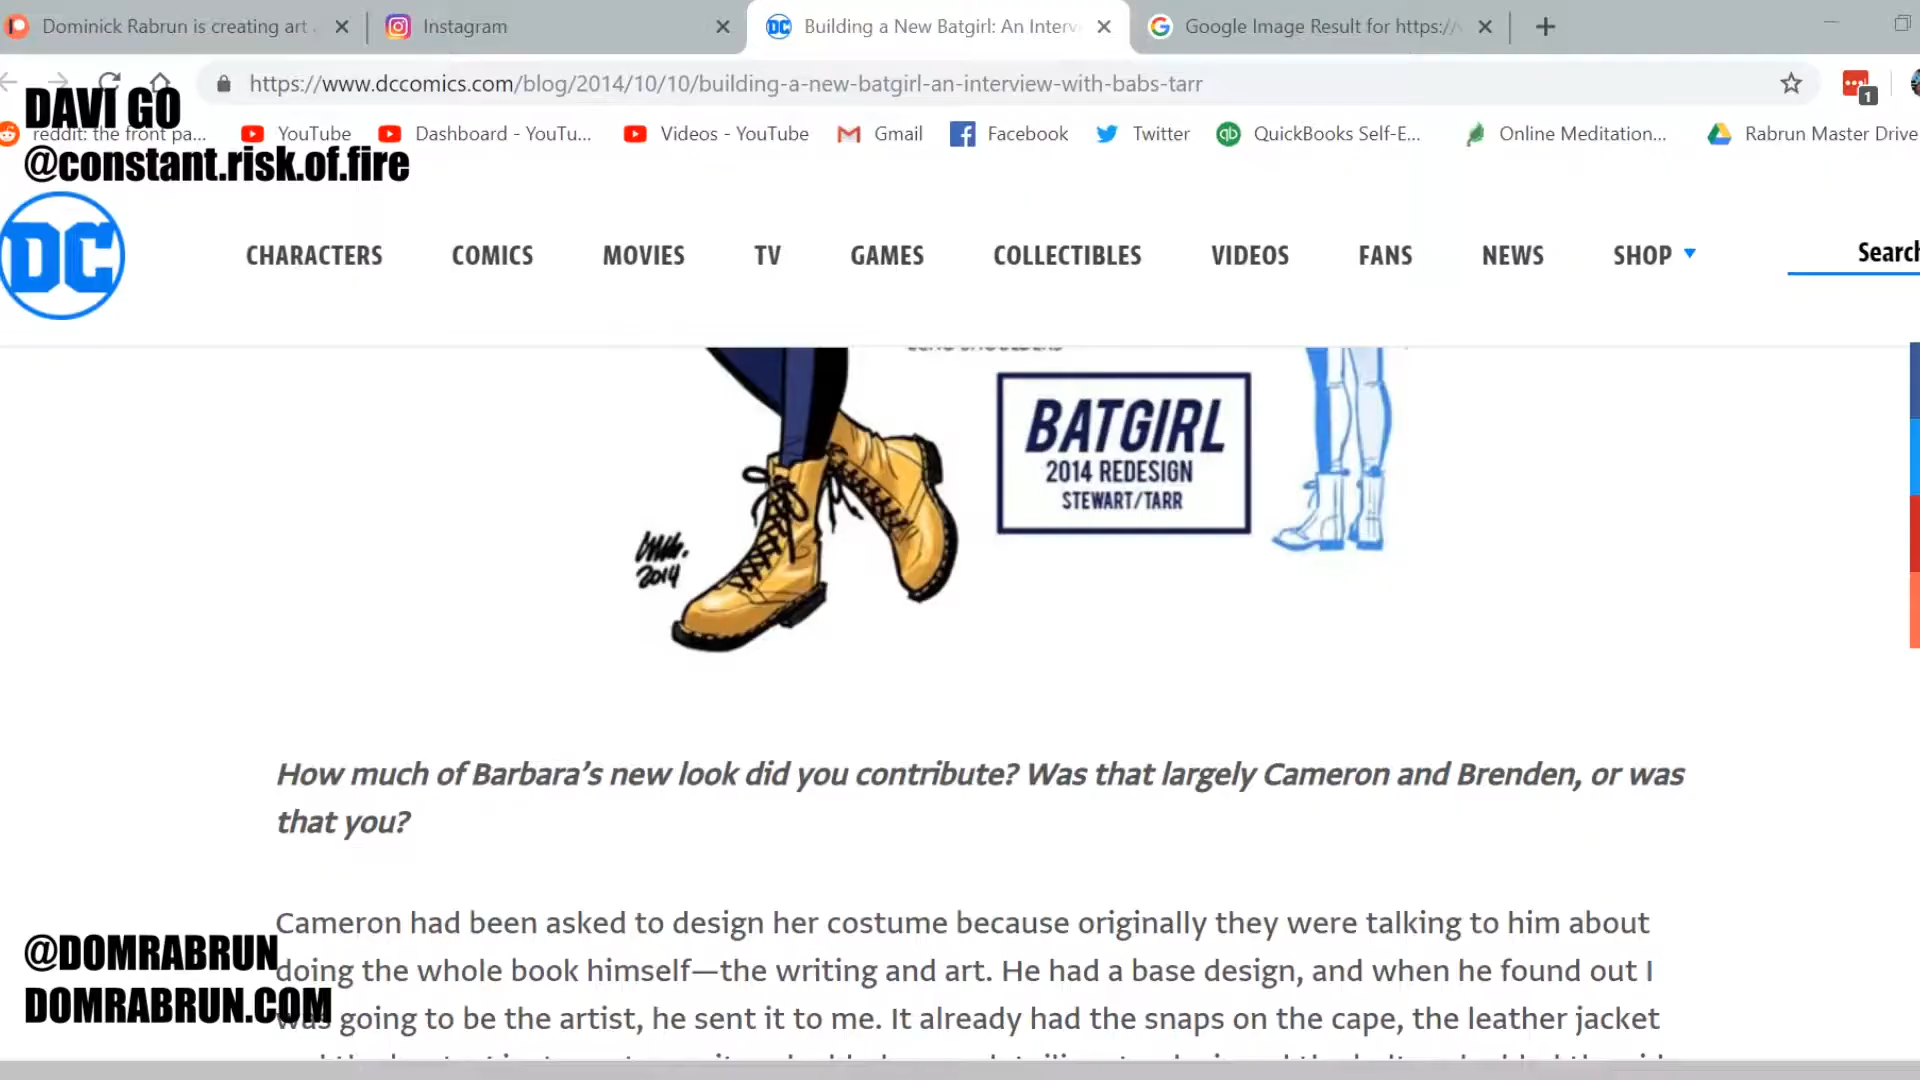 Dominick Rabrun is creating art
Instagram
Building a New Batgirl: An Interv
Google Image Result for https://
https://www.dccomics.com/blog/2014/10/10/building-a-new-batgirl-an-interview-with-babs-tarr
1
DAVI GO
reddit: the front pa...
YouTube
Dashboard - YouTu...
Videos - YouTube
Gmail
Facebook
Twitter
QuickBooks Self-E...
Online Meditation...
Rabrun Master Drive
@constant.risk.of.fire
DC
CHARACTERS
COMICS
MOVIES
TV
GAMES
COLLECTIBLES
VIDEOS
FANS
NEWS
SHOP
Search
BATGIRL
2014 REDESIGN
STEWART/TARR
2014
How much of Barbara's new look did you contribute? Was that largely Cameron and Brenden, or was
that you?
Cameron had been asked to design her costume because originally they were talking to him about
doing the whole book himself—the writing and art. He had a base design, and when he found out I
was going to be the artist, he sent it to me. It already had the snaps on the cape, the leather jacket
@DOMRABRUN
DOMRABRUN.COM